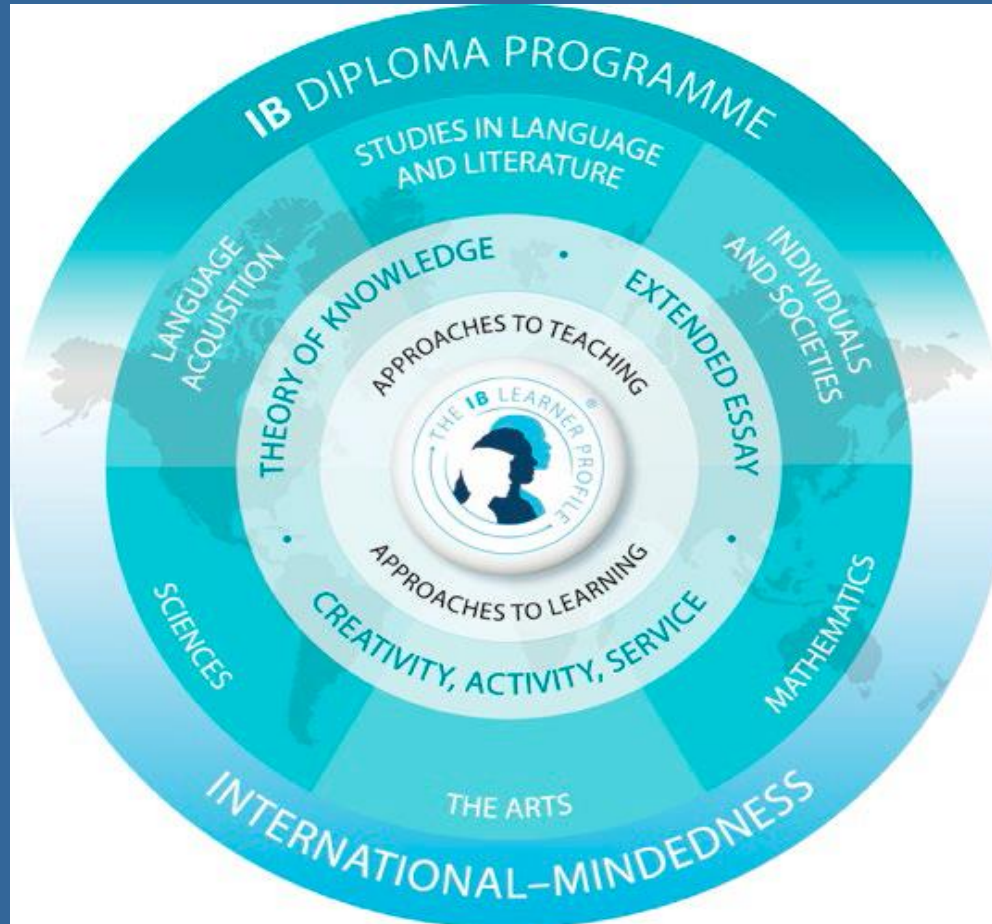 IB DIPLOMA PROGRAMME
STUDIES IN LANGUAGE
AND LITERATURE
LANGUAGE
ACQUISITION
INDIVIDUALS
AND SOCIETIES
THEORY OF KNOWLEDGE
•
EXTENDED ESSAY
APPROACHES TO TEACHING
THE IB LEARNER PROFILE
®
APPROACHES TO LEARNING
•
CREATIVITY, ACTIVITY, SERVICE
•
SCIENCES
MATHEMATICS
THE ARTS
INTERNATIONAL–MINDEDNESS